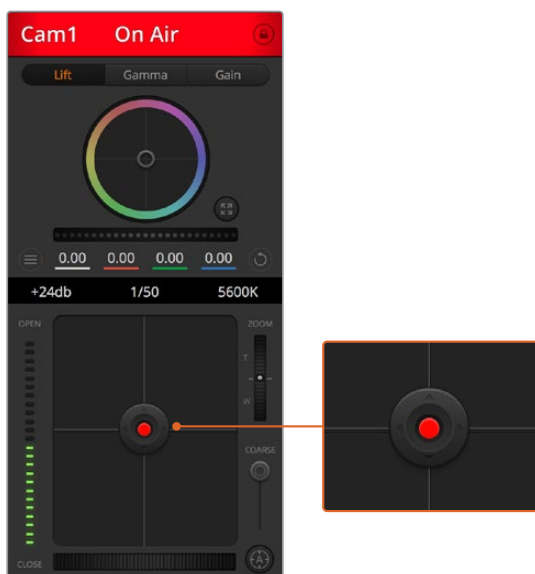 Cam1 On Air
Lift Gamma Gain
0.00 0.00 0.00 0.00
+24db 1/50 5600K
OPEN ZOOM
T
W
COARSE
CLOSE A